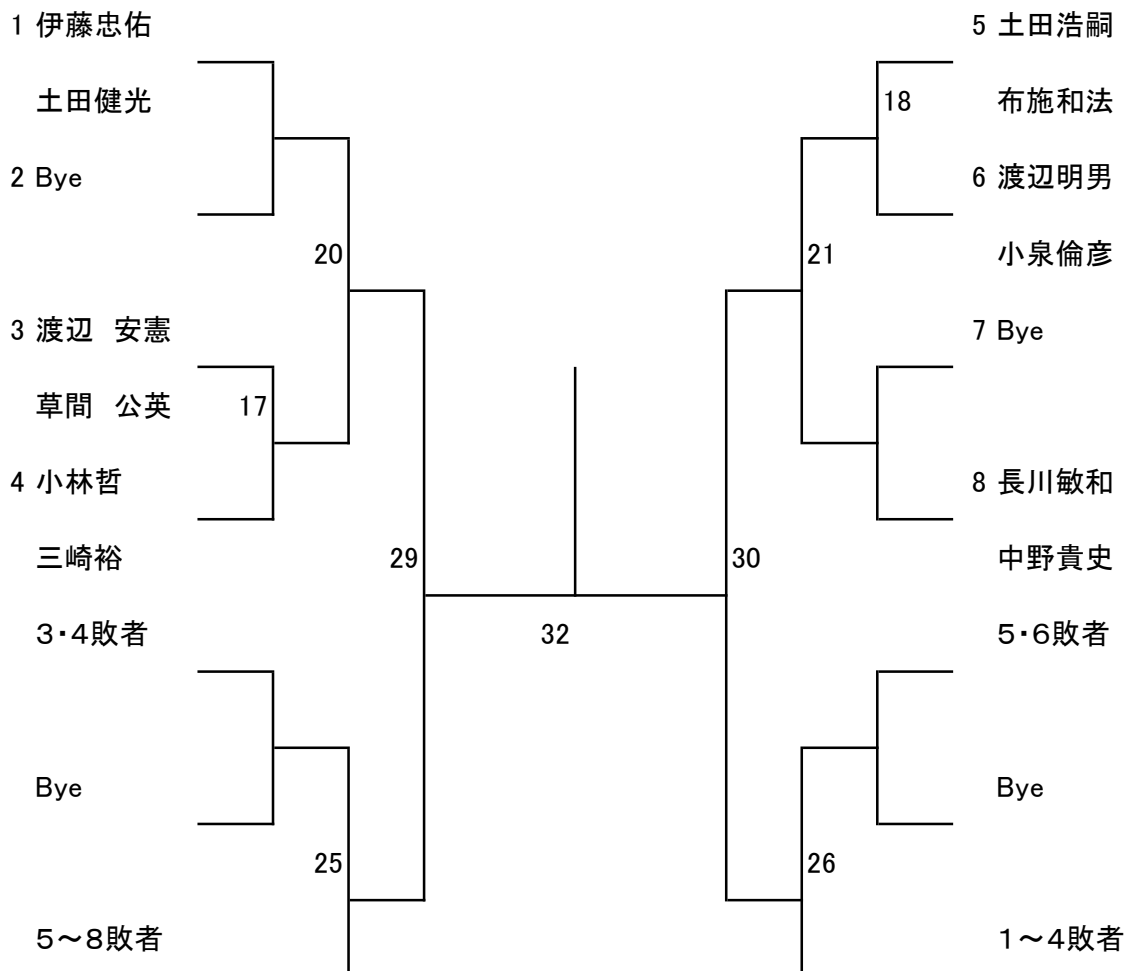 1 伊藤忠佑
土田健光
2 Bye
20
3 渡辺　安憲
草間　公英
17
4 小林哲
三崎裕
29
3・4敗者
Bye
25
5～8敗者
32
5 土田浩嗣
18
布施和法
6 渡辺明男
21
小泉倫彦
7 Bye
8 長川敏和
30
中野貴史
5・6敗者
Bye
26
1～4敗者